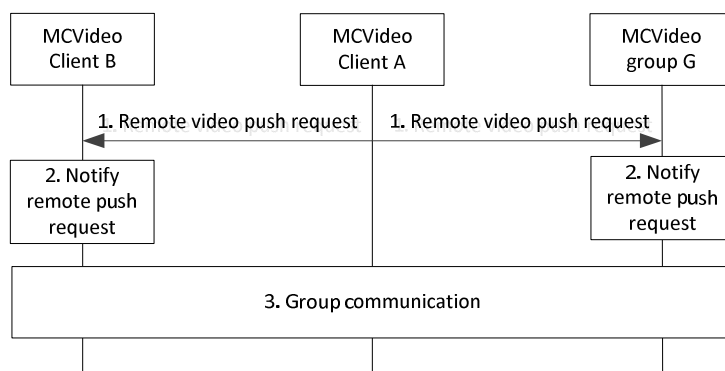 MCVideo
Client B
MCVideo
Client A
MCVideo
group G
1. Remote video push request
1. Remote video push request
2. Notify
remote push
request
2. Notify
remote push
request
3. Group communication